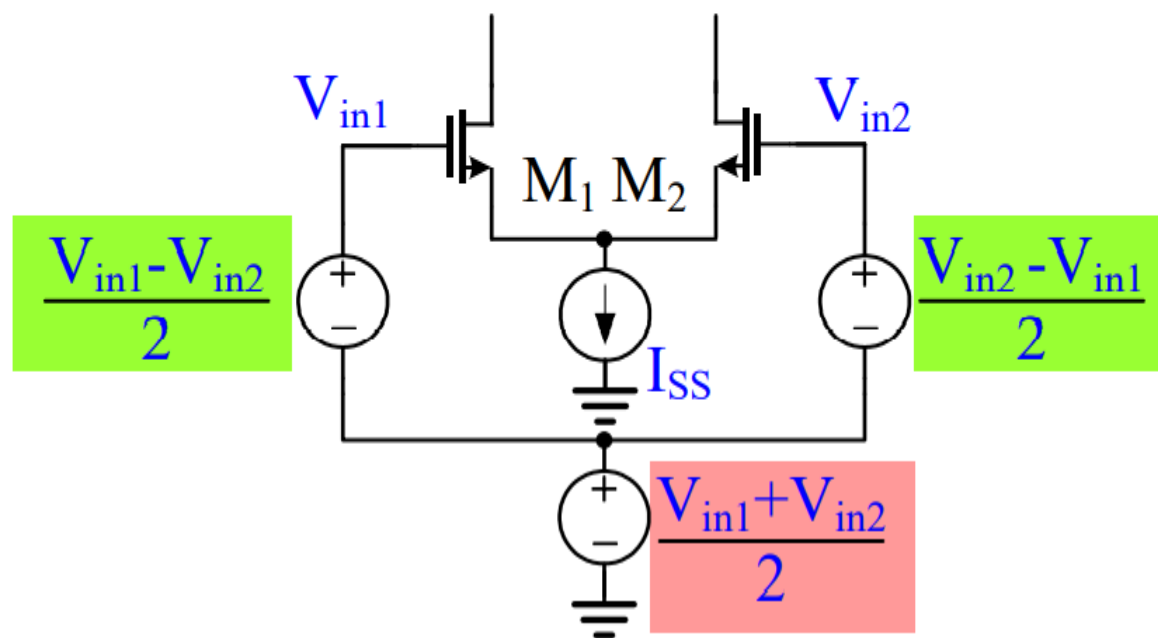 V_in1
V_in2
M_1 M_2
V_in1-V_in2
2
V_in2 -V_in1
2
+
−
+
−
I_SS
+
−
V_in1+V_in2
2